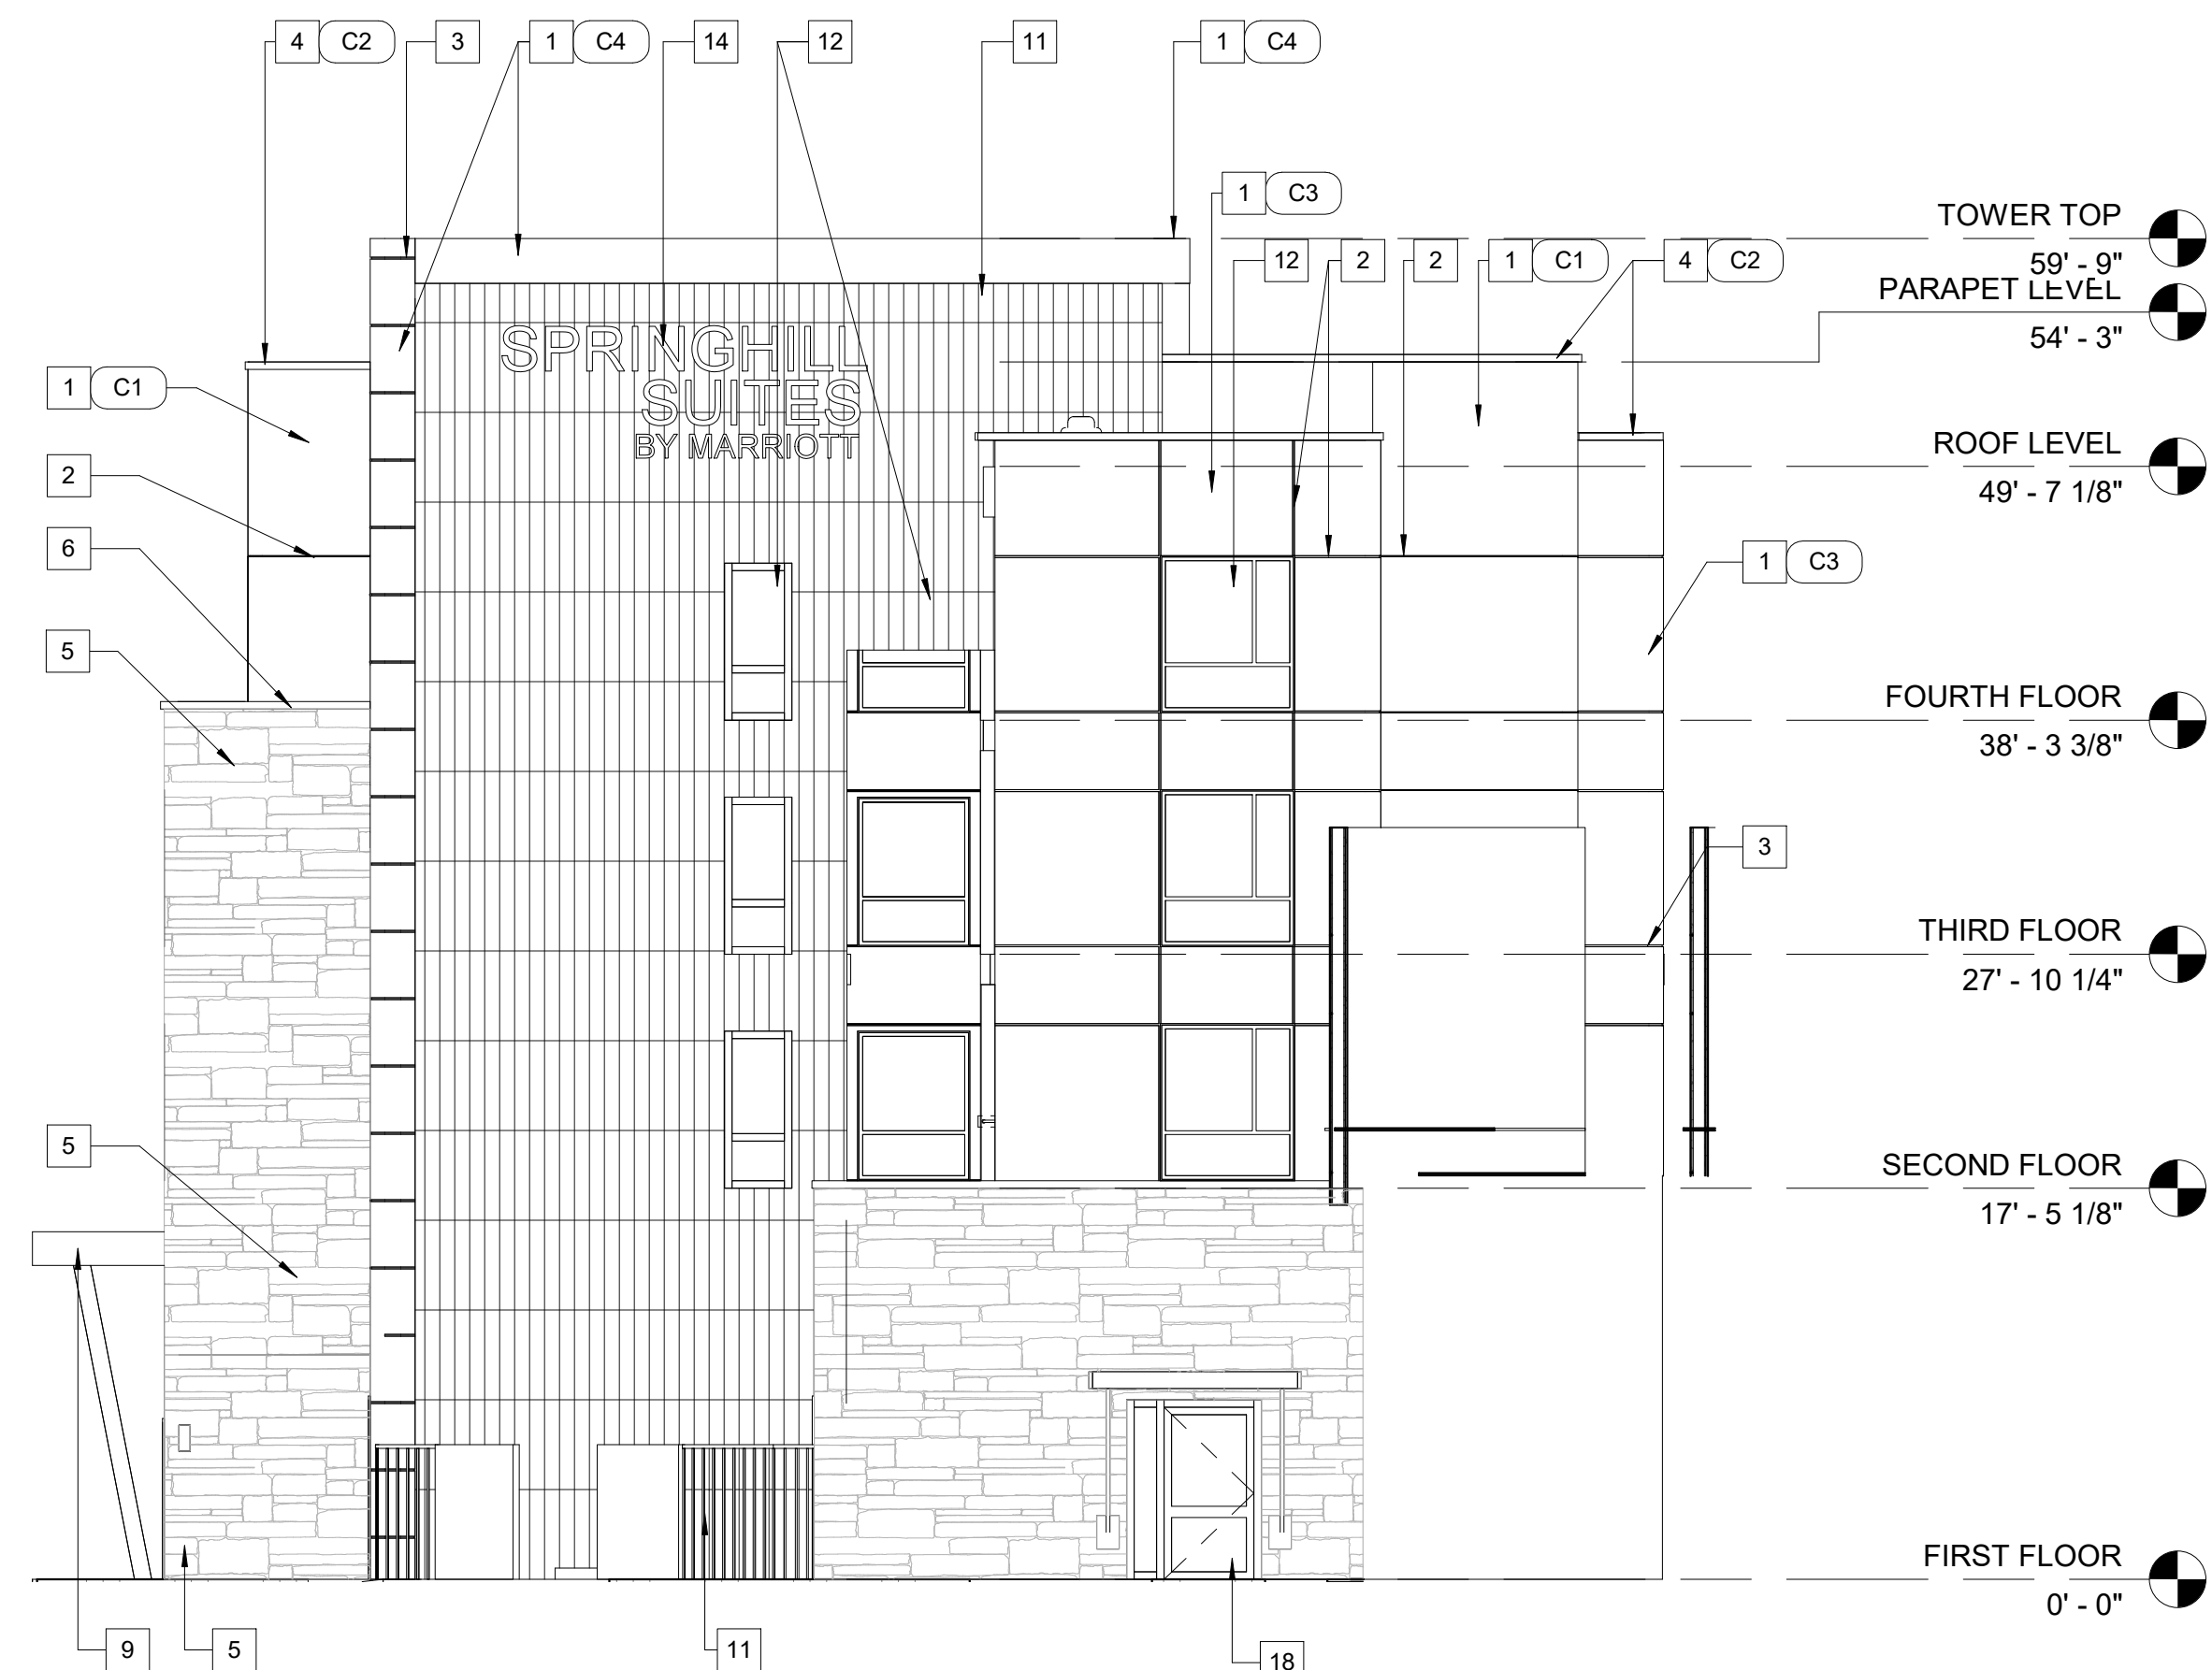 4 C2 3 1 C4 14 12 11 1 C4
1 C3
12 2 2 1 C1 4 C2
TOWER TOP
59' - 9"
PARAPET LEVEL
54' - 3"
SPRINGHILL
SUITES
BY MARRIOTT
1 C1
ROOF LEVEL
49' - 7 1/8"
2
6
1 C3
5
FOURTH FLOOR
38' - 3 3/8"
3
THIRD FLOOR
27' - 10 1/4"
5
SECOND FLOOR
17' - 5 1/8"
FIRST FLOOR
0' - 0"
9 5 11 18